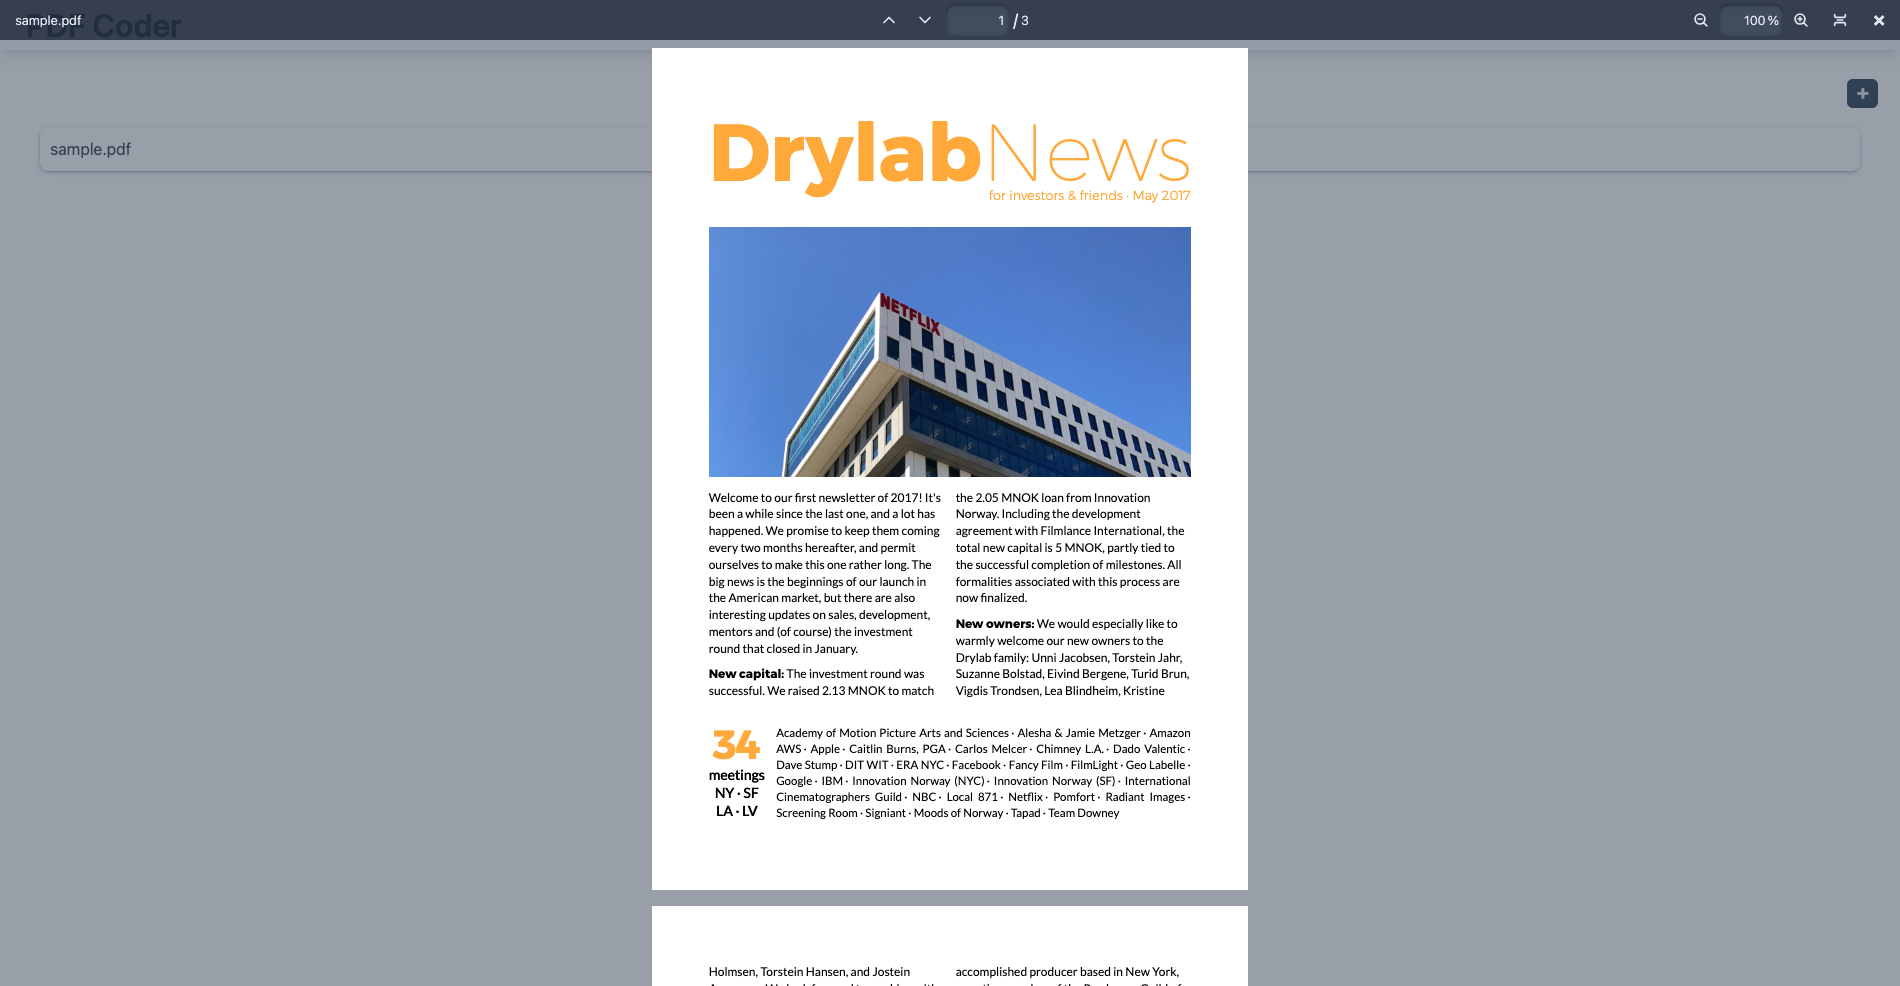 sample.pdf
PDF Coder
1 / 3
100 %
sample.pdf
DrylabNews
for investors & friends · May 2017
NETFLIX
Welcome to our first newsletter of 2017! It's
been a while since the last one, and a lot has
happened. We promise to keep them coming
every two months hereafter, and permit
ourselves to make this one rather long. The
big news is the beginnings of our launch in
the American market, but there are also
interesting updates on sales, development,
mentors and (of course) the investment
round that closed in January.
New capital: The investment round was
successful. We raised 2.13 MNOK to match
the 2.05 MNOK loan from Innovation
Norway. Including the development
agreement with Filmlance International, the
total new capital is 5 MNOK, partly tied to
the successful completion of milestones. All
formalities associated with this process are
now finalized.
New owners: We would especially like to
warmly welcome our new owners to the
Drylab family: Unni Jacobsen, Torstein Jahr,
Suzanne Bolstad, Eivind Bergene, Turid Brun,
Vigdis Trondsen, Lea Blindheim, Kristine
34
meetings
NY · SF
LA · LV
Academy of Motion Picture Arts and Sciences · Alesha & Jamie Metzger · Amazon
AWS · Apple · Caitlin Burns, PGA · Carlos Melcer · Chimney L.A. · Dado Valentic ·
Dave Stump · DIT WIT · ERA NYC · Facebook · Fancy Film · FilmLight · Geo Labelle ·
Google · IBM · Innovation Norway (NYC) · Innovation Norway (SF) · International
Cinematographers Guild · NBC · Local 871 · Netflix · Pomfort · Radiant Images ·
Screening Room · Signiant · Moods of Norway · Tapad · Team Downey
Holmsen, Torstein Hansen, and Jostein
accomplished producer based in New York,